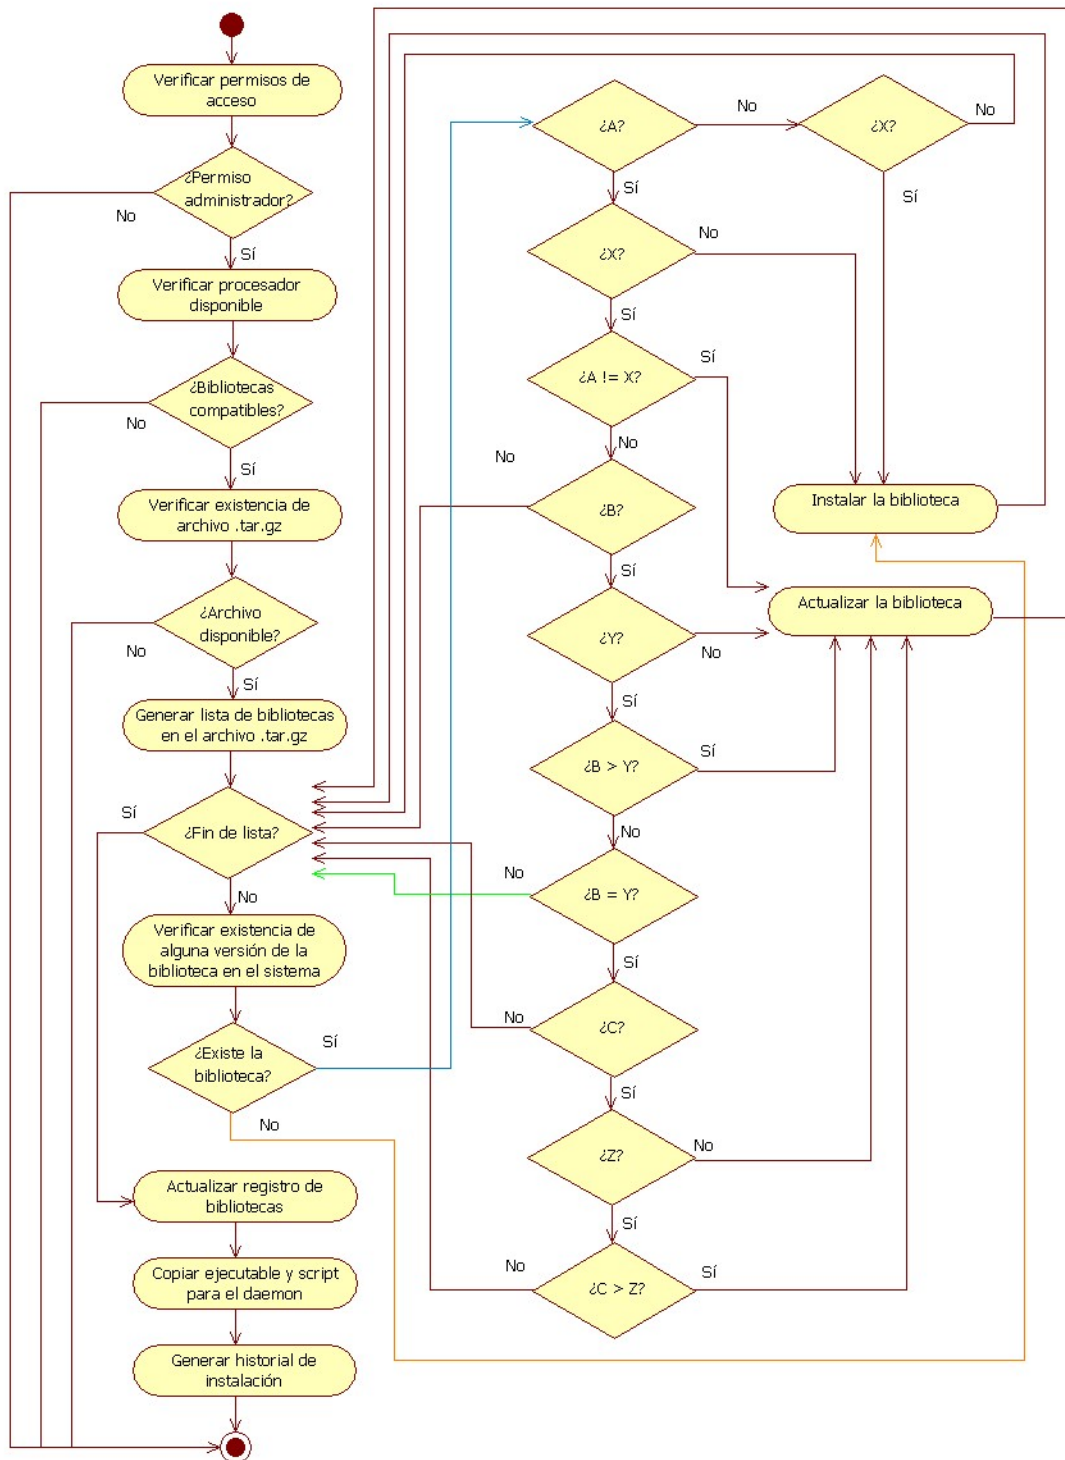 Verificar permisos de
acceso
¿Permiso
administrador?
No
Sí
Verificar procesador
disponible
¿Bibliotecas
compatibles?
No
Sí
Verificar existencia de
archivo .tar.gz
¿Archivo
disponible?
No
Sí
Generar lista de bibliotecas
en el archivo .tar.gz
Sí
¿Fin de lista?
No
Verificar existencia de
alguna versión de la
biblioteca en el sistema
¿Existe la
biblioteca?
Sí
No
Actualizar registro de
bibliotecas
Copiar ejecutable y script
para el daemon
Generar historial de
instalación
¿A?
No
¿X?
No
Sí
Sí
¿X?
No
Sí
¿A != X?
Sí
No
No
¿B?
Sí
¿Y?
No
Sí
¿B > Y?
Sí
No
No
¿B = Y?
Sí
No
¿C?
Sí
¿Z?
No
Sí
No
¿C > Z?
Sí
Instalar la biblioteca
Actualizar la biblioteca